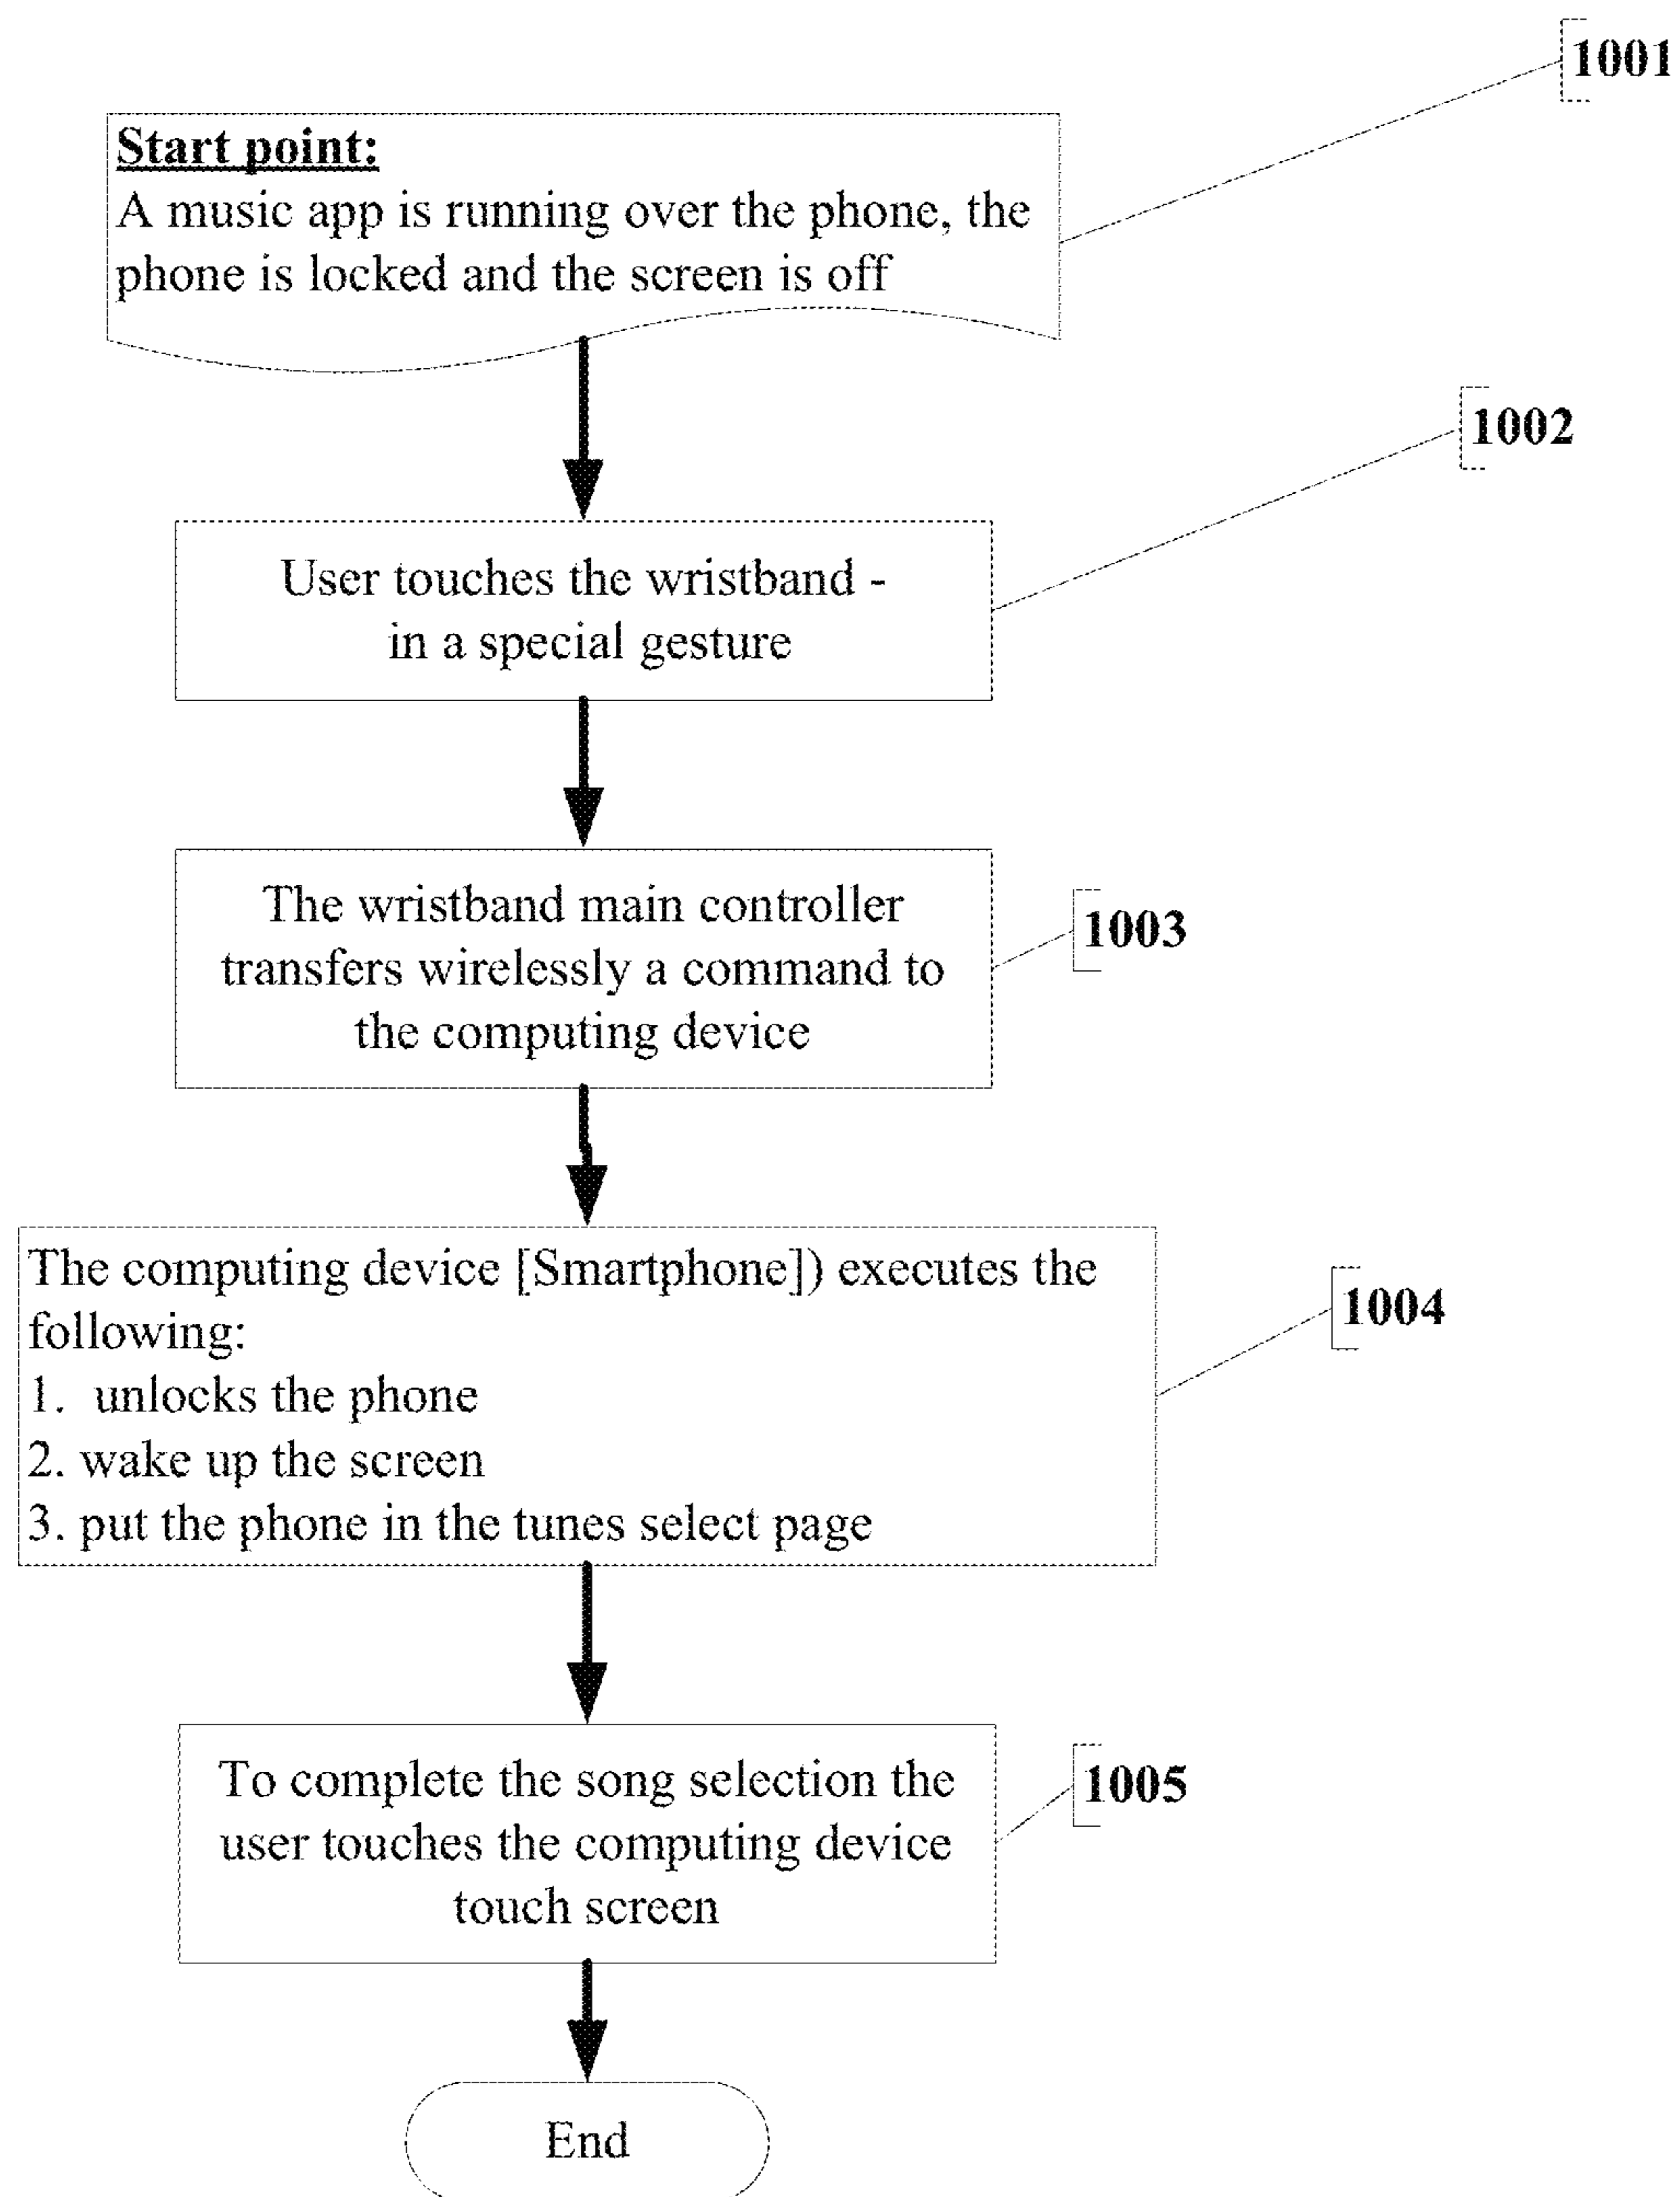 1001
Start point:
A music app is running over the phone, the
phone is locked and the screen is off
1002
User touches the wristband -
in a special gesture
The wristband main controller
transfers wirelessly a command to
the computing device
1003
The computing device [Smartphone]) executes the
following:
1. unlocks the phone
2. wake up the screen
3. put the phone in the tunes select page
1004
To complete the song selection the
user touches the computing device
touch screen
1005
End